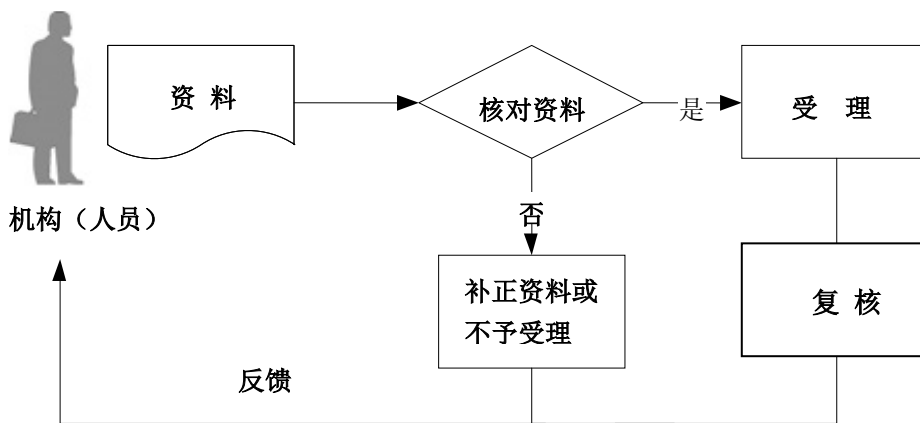 资 料
核对资料
是
受 理
机构（人员）
否
补正资料或
不予受理
复 核
反馈